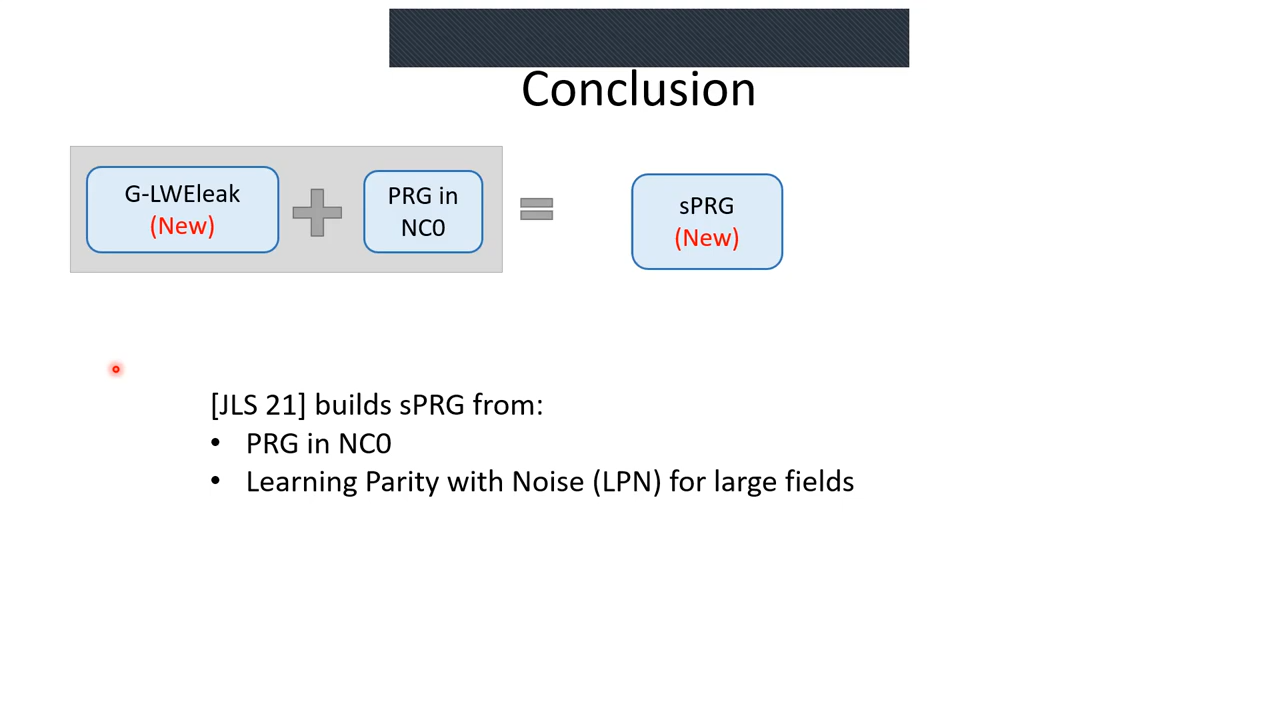 Conclusion
G-LWEleak
(New)
PRG in
NC0
sPRG
(New)
[JLS 21] builds sPRG from:
• PRG in NC0
• Learning Parity with Noise (LPN) for large fields